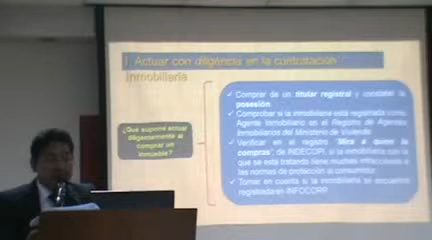 I. Actuar con diligencia en la contratación
Inmobiliaria
¿Qué supone actuar
diligentemente al
comprar un
inmueble?
Comprar de un titular registral y constatar la
posesión.
Comprobar si la inmobiliaria está registrada como
Agente Inmobiliario en el Registro de Agentes
Inmobiliarios del Ministerio de Vivienda.
Verificar en el registro "Mira a quien le
compras", de INDECOPI, si la inmobiliaria con la
que se está tratando tiene muchas infracciones a
las normas de protección al consumidor.
Tomar en cuenta si la inmobiliaria se encuentra
registrada en INFOCORP.